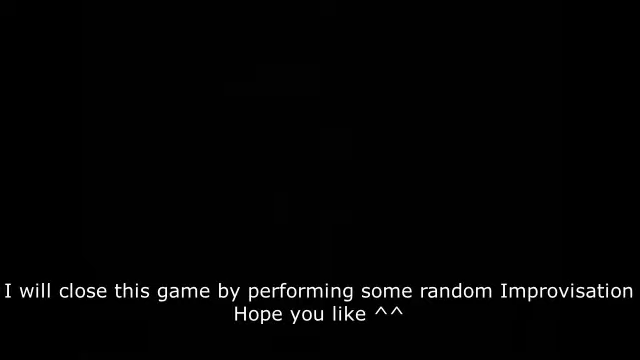 I will close this game by performing some random Improvisation
Hope you like ^^